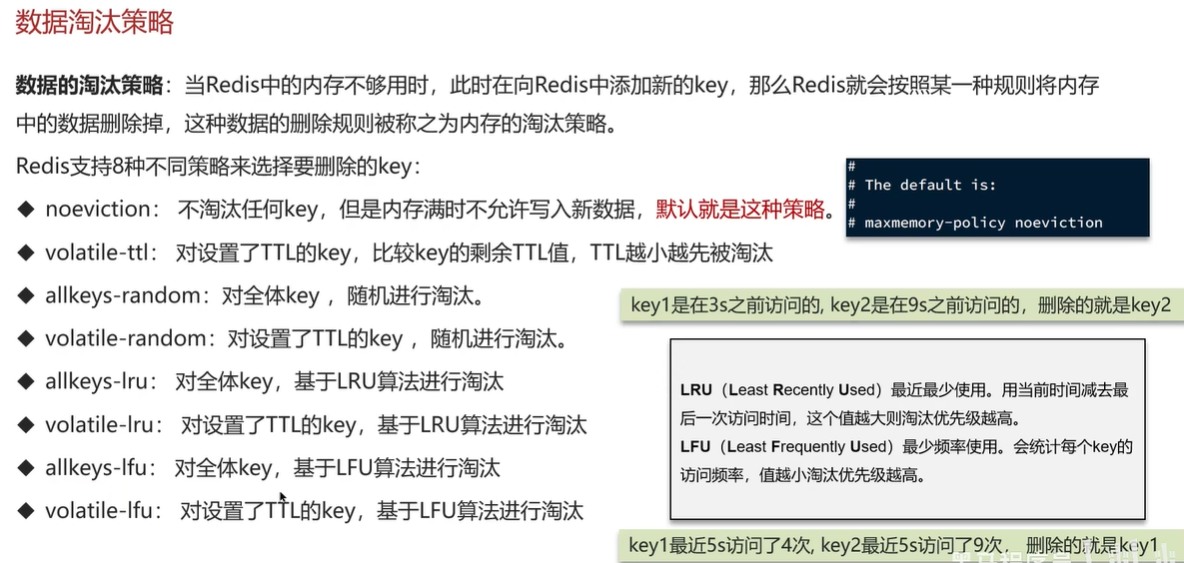 数据淘汰策略
数据的淘汰策略：当Redis中的内存不够用时，此时在向Redis中添加新的key，那么Redis就会按照某一种规则将内存
中的数据删除掉，这种数据的删除规则被称之为内存的淘汰策略。
Redis支持8种不同策略来选择要删除的key：
◆ noeviction： 不淘汰任何key，但是内存满时不允许写入新数据，默认就是这种策略。
#
# The default is:
#
# maxmemory-policy noeviction
◆ volatile-ttl： 对设置了TTL的key，比较key的剩余TTL值，TTL越小越先被淘汰
◆ allkeys-random：对全体key ，随机进行淘汰。
◆ volatile-random：对设置了TTL的key ，随机进行淘汰。
◆ allkeys-lru： 对全体key，基于LRU算法进行淘汰
◆ volatile-lru： 对设置了TTL的key，基于LRU算法进行淘汰
◆ allkeys-lfu： 对全体key，基于LFU算法进行淘汰
◆ volatile-lfu： 对设置了TTL的key，基于LFU算法进行淘汰
key1是在3s之前访问的, key2是在9s之前访问的，删除的就是key2
LRU（Least Recently Used）最近最少使用。用当前时间减去最
后一次访问时间，这个值越大则淘汰优先级越高。
LFU（Least Frequently Used）最少频率使用。会统计每个key的
访问频率，值越小淘汰优先级越高。
key1最近5s访问了4次, key2最近5s访问了9次， 删除的就是key1